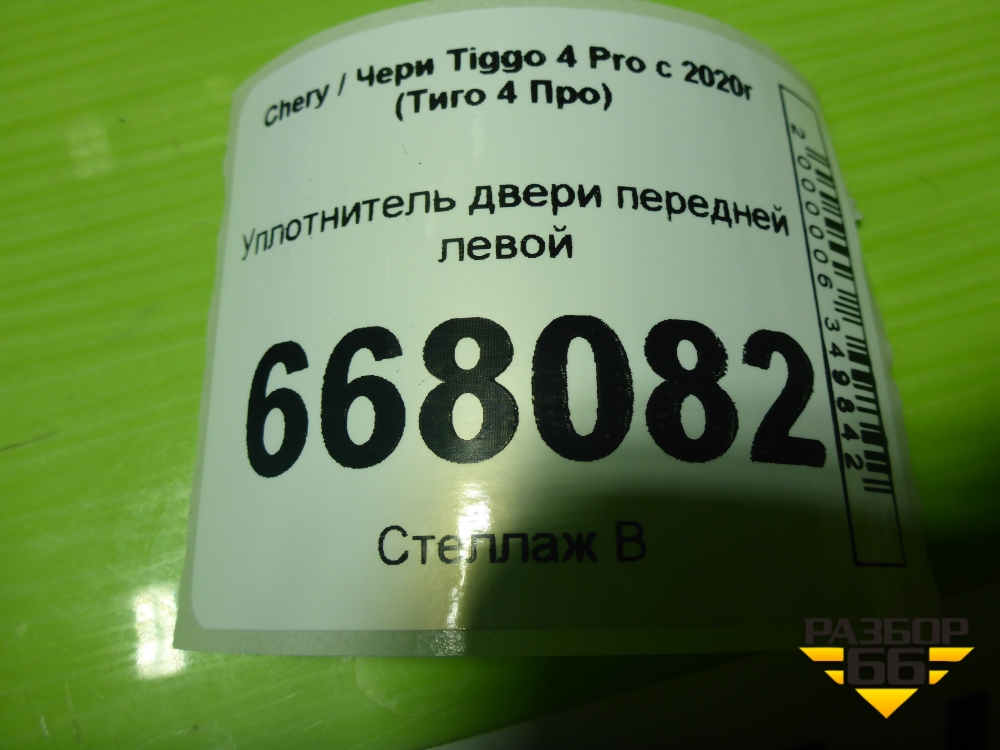 Chery / Чери Tiggo 4 Pro с 2020г
(Тиго 4 Про)
Уплотнитель двери передней
левой
668082
Стеллаж В
2000006349842
РАЗБОР
66